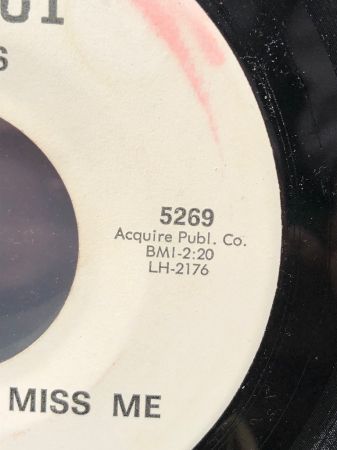 5269
Acquire Publ. Co.
BMI-2:20
LH-2176
MISS ME